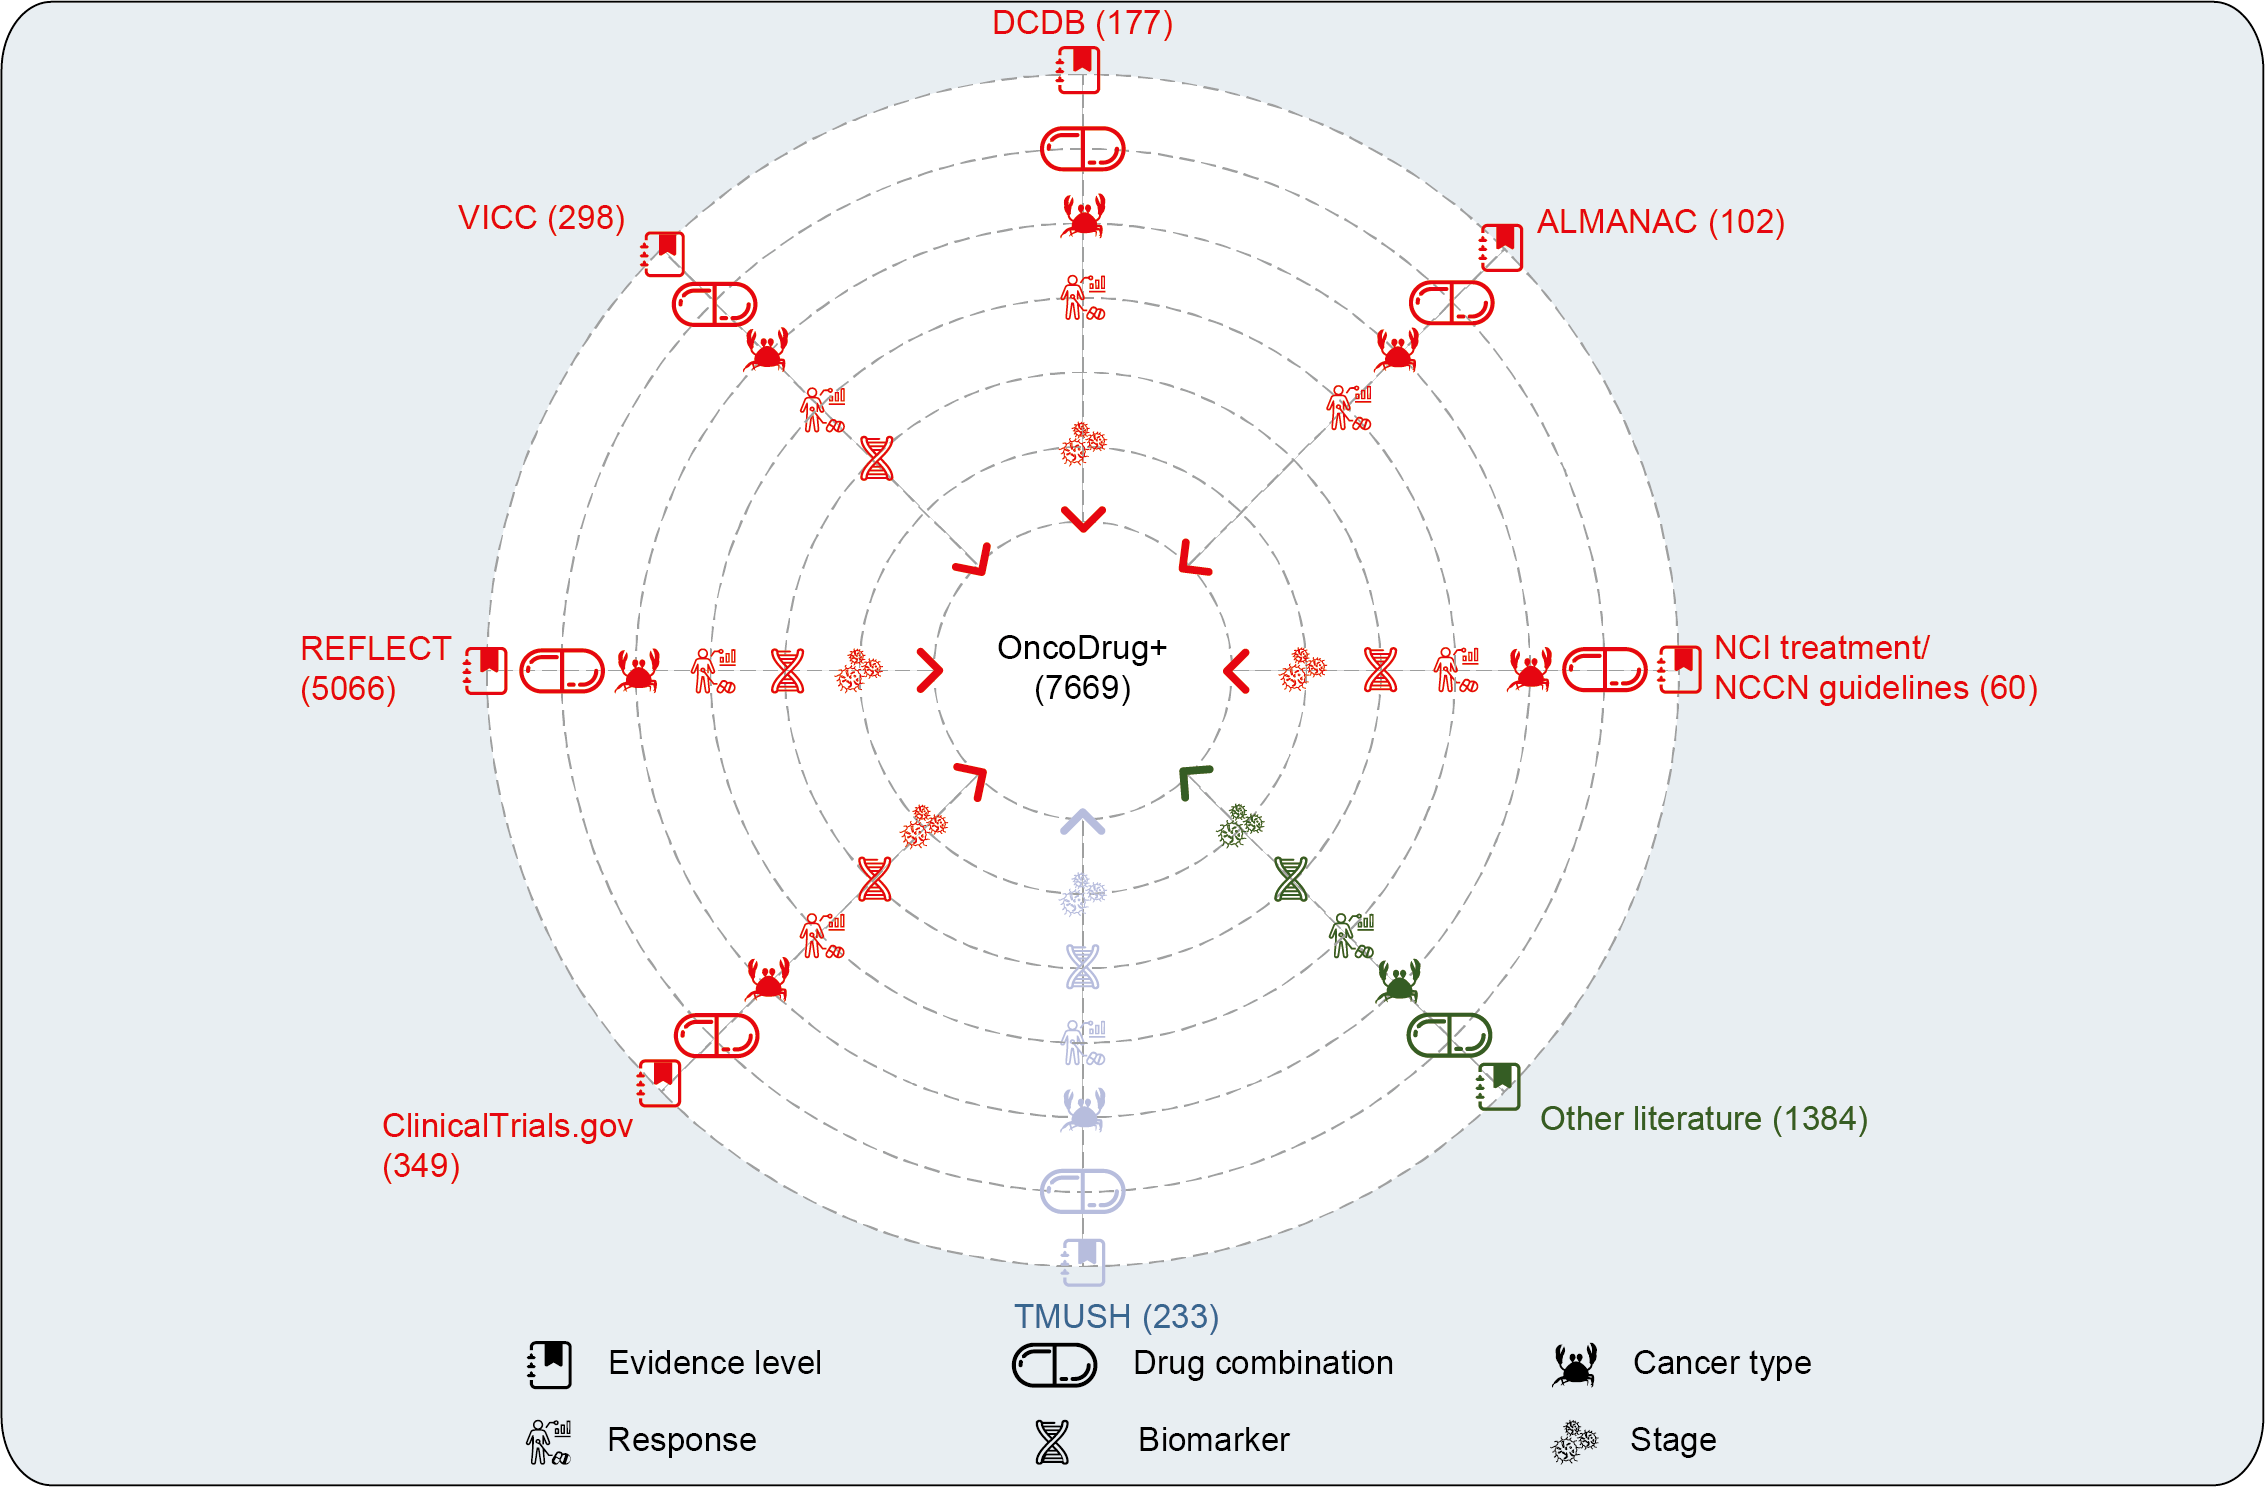 DCDB (177)
VICC (298)
ALMANAC (102)
REFLECT
(5066)
OncoDrug+
(7669)
NCI treatment/
NCCN guidelines (60)
ClinicalTrials.gov
(349)
Other literature (1384)
TMUSH (233)
Evidence level
Drug combination
Cancer type
Response
Biomarker
Stage